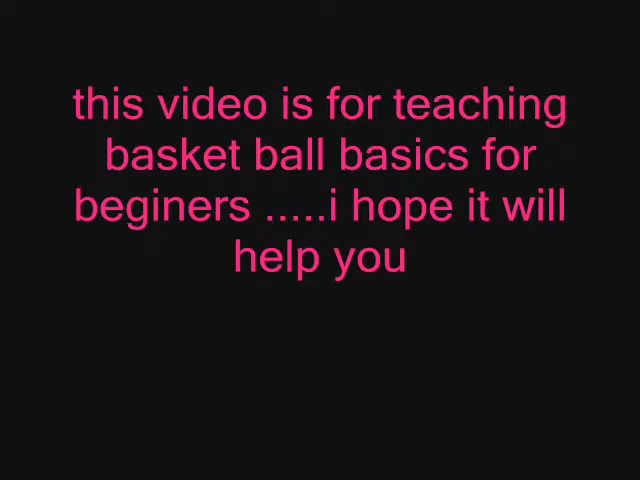 this video is for teaching
basket ball basics for
beginers .....i hope it will
help you